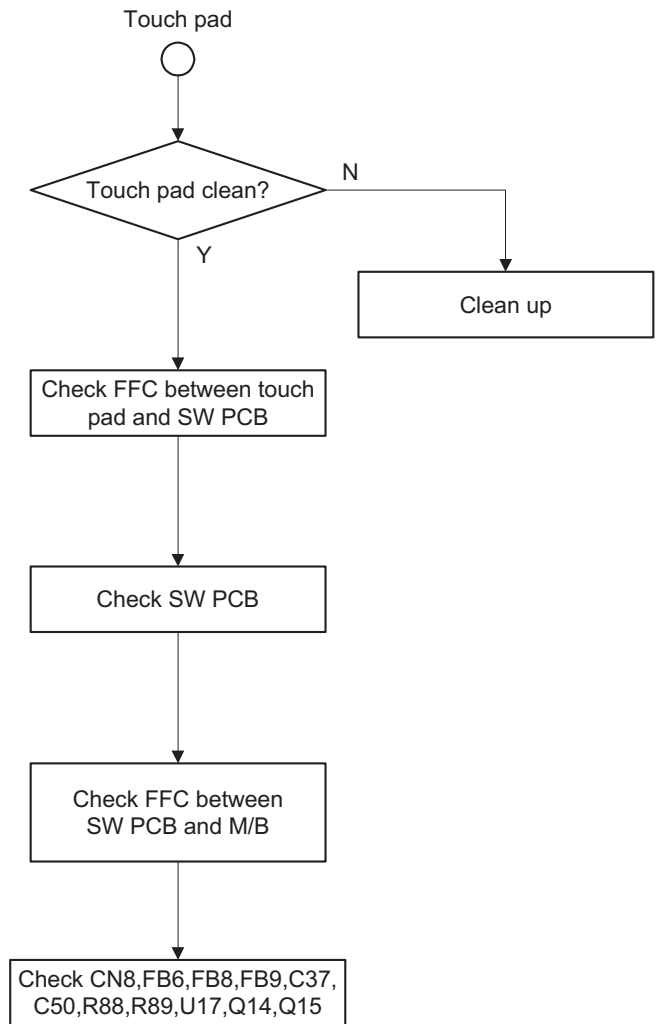 Touch pad
Touch pad clean?
N
Y
Clean up
Check FFC between touch
pad and SW PCB
Check SW PCB
Check FFC between
SW PCB and M/B
Check CN8,FB6,FB8,FB9,C37,
C50,R88,R89,U17,Q14,Q15